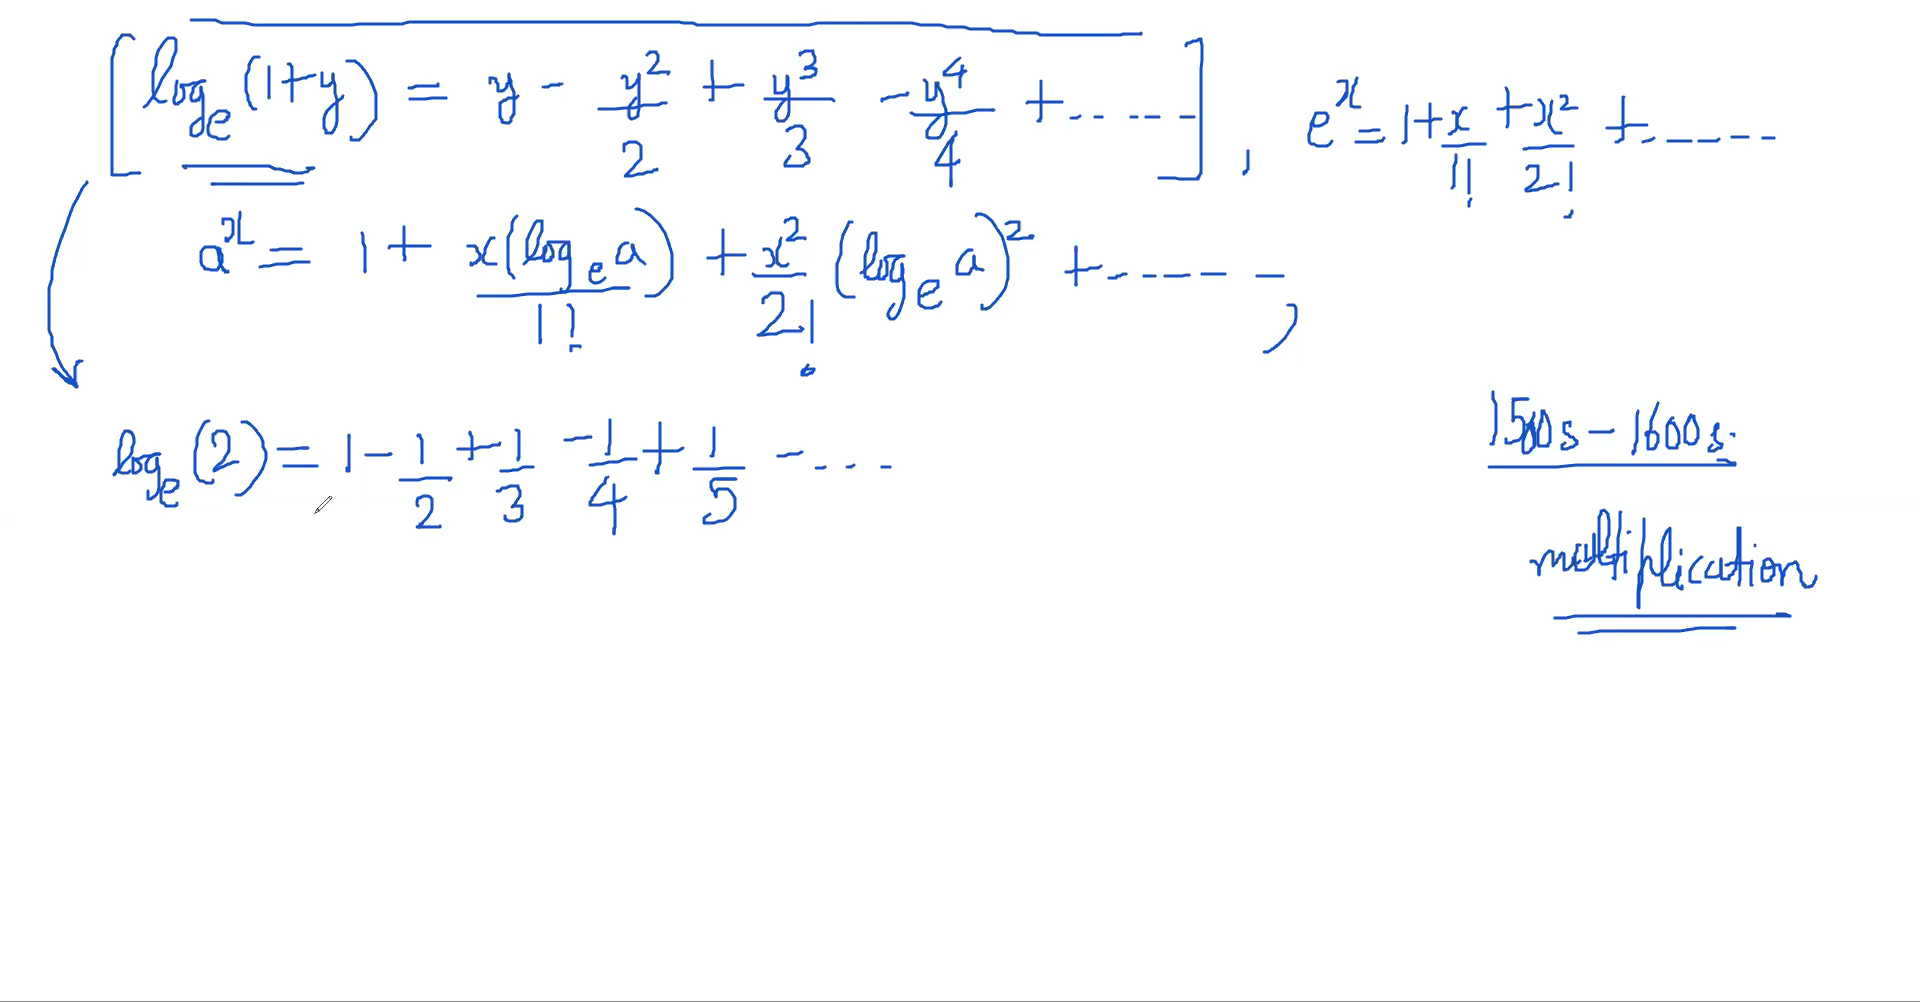 [log_e(1+y) = y - y²/2 + y³/3 - y⁴/4 + ........], e^x = 1 + x/1! + x²/2! + ........
a^x = 1 + x(log_e a)/1! + x²/2! (log_e a)² + ........,
log_e(2) = 1 - 1/2 + 1/3 - 1/4 + 1/5 - ....
1500s - 1600s.
multiplication